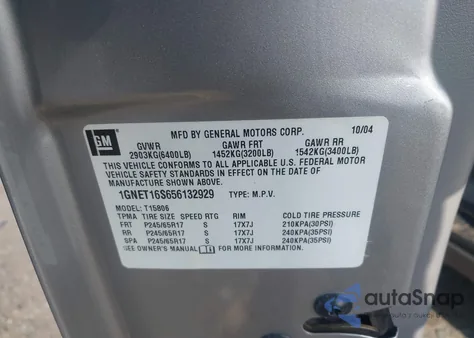 GM
MFD BY GENERAL MOTORS CORP. 10/04
GVWR GAWR FRT GAWR RR
2903KG(6400LB) 1452KG(3200LB) 1542KG(3400LB)
THIS VEHICLE CONFORMS TO ALL APPLICABLE U.S. FEDERAL MOTOR
VEHICLE SAFETY STANDARDS IN EFFECT ON THE DATE OF
MANUFACTURE SHOWN ABOVE.
1GNET16S656132929 TYPE: M.P.V.
MODEL: T15806
TPMA TIRE SIZE SPEED RTG RIM COLD TIRE PRESSURE
FRT P245/65R17 S 17X7J 210KPA(30PSI)
RR P245/65R17 S 17X7J 240KPA(35PSI)
SPA P245/65R17 S 17X7J 240KPA(35PSI)
SEE OWNER'S MANUAL FOR MORE INFORMATION.
autoSnap